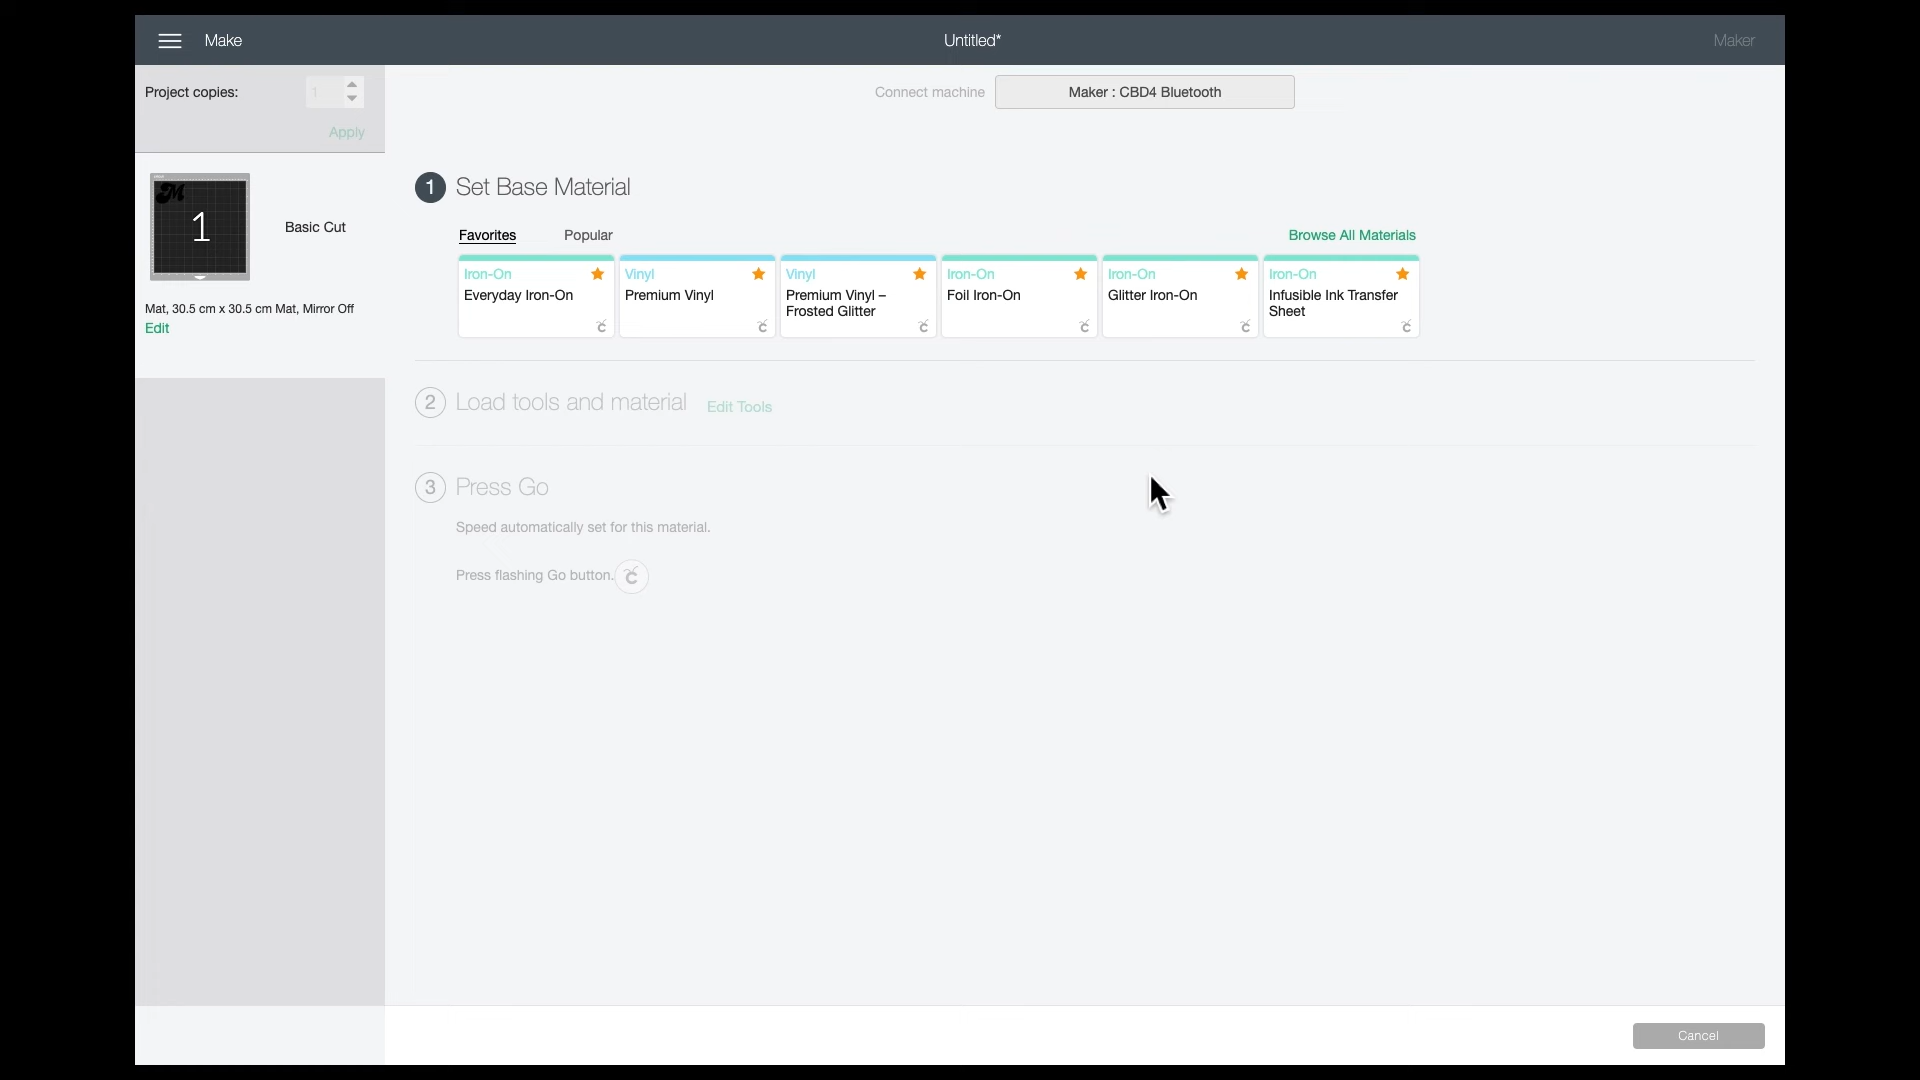 Make
Untitled*
Maker
Project copies:
1
Apply
Connect machine
Maker : CBD4 Bluetooth
M
1
Basic Cut
Mat, 30.5 cm x 30.5 cm Mat, Mirror Off
Edit
1 Set Base Material
Favorites
Popular
Browse All Materials
Iron-On
Everyday Iron-On
Vinyl
Premium Vinyl
Vinyl
Premium Vinyl –
Frosted Glitter
Iron-On
Foil Iron-On
Iron-On
Glitter Iron-On
Iron-On
Infusible Ink Transfer
Sheet
2 Load tools and material
Edit Tools
3 Press Go
Speed automatically set for this material.
Press flashing Go button.
Cancel